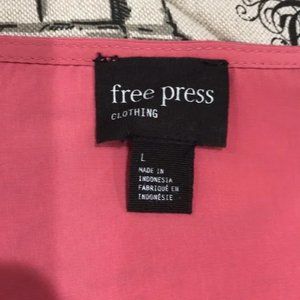 free press
CLOTHING
L
MADE IN
INDONESIA
FABRIQUÉ EN
INDONÉSIE